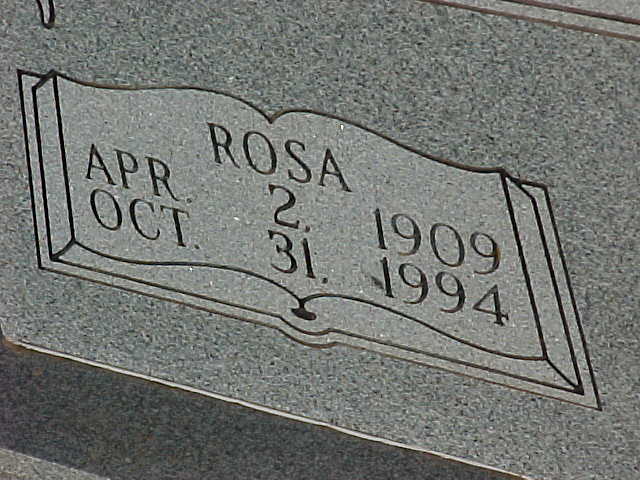 ROSA
APR. 2. 1909
OCT. 31. 1994